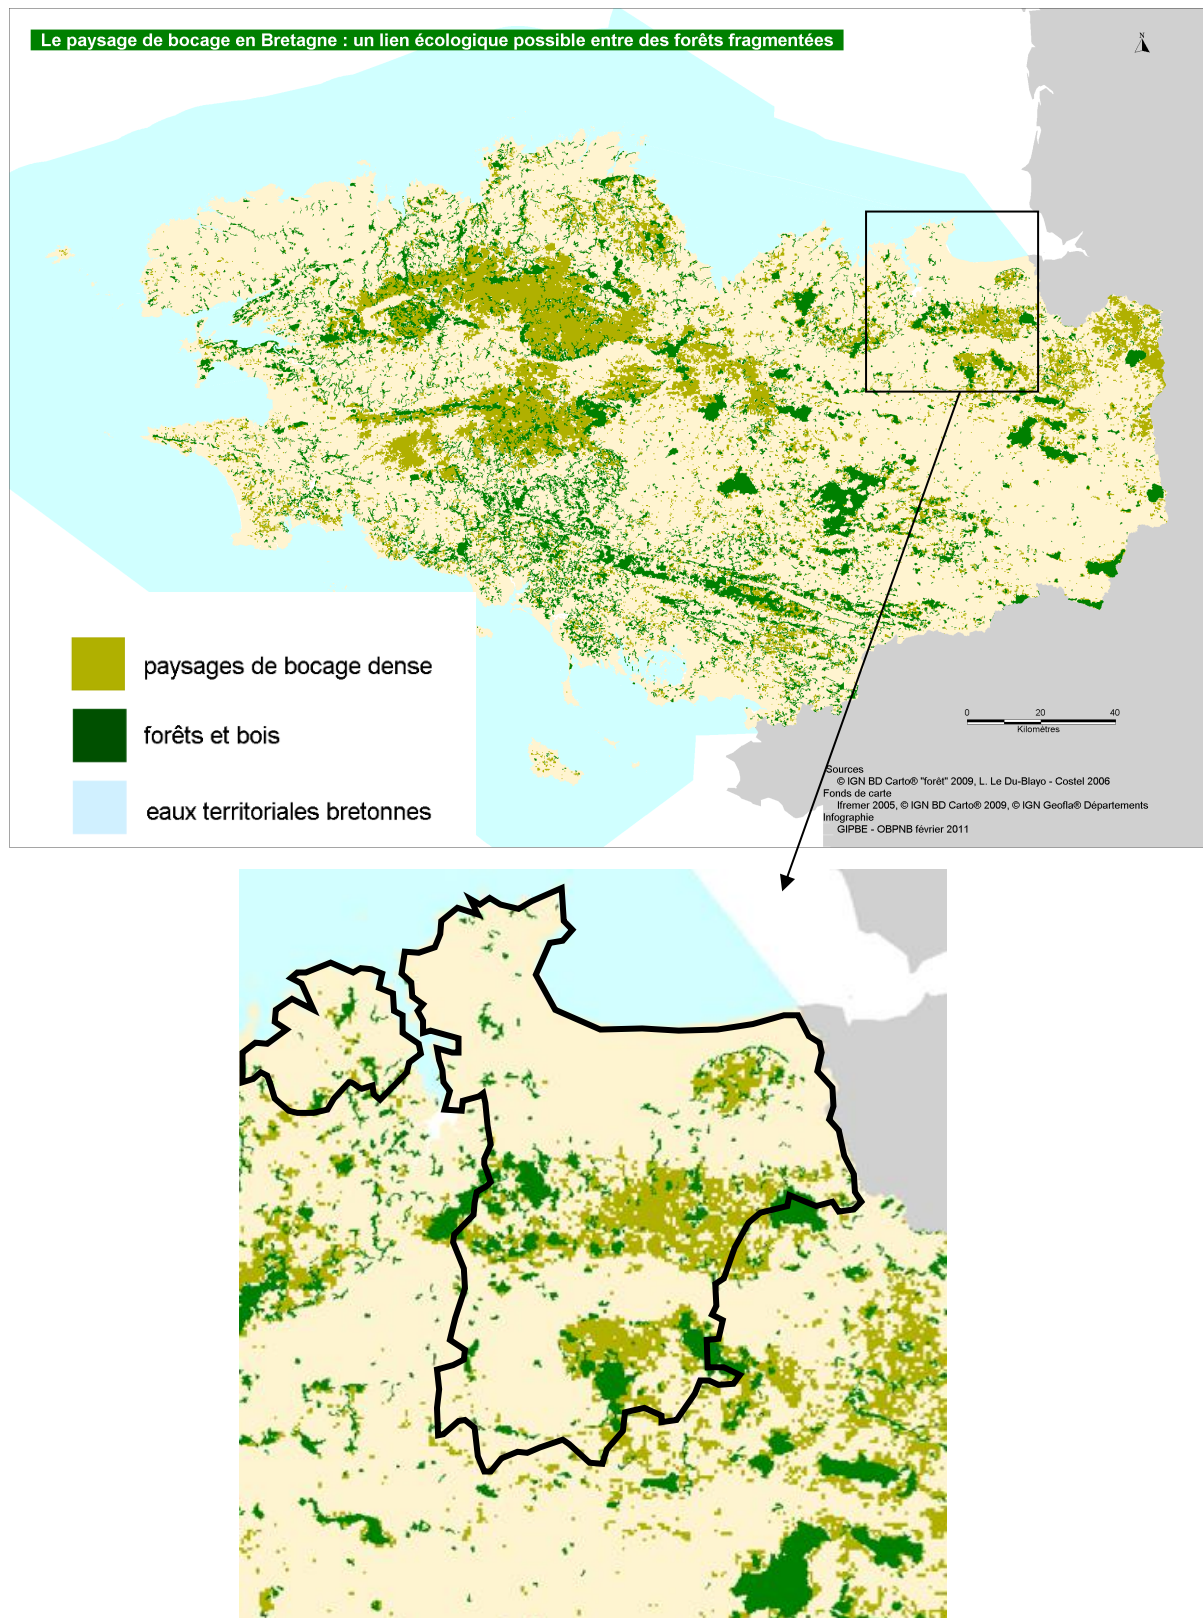 Le paysage de bocage en Bretagne : un lien écologique possible entre des forêts fragmentées
N
paysages de bocage dense
forêts et bois
eaux territoriales bretonnes
0 20 40
Kilomètres
Sources
© IGN BD Carto® "forêt" 2009, L. Le Du-Blayo - Costel 2006
Fonds de carte
Ifremer 2005, © IGN BD Carto® 2009, © IGN Geofla® Départements
Infographie
GIPBE - OBPNB février 2011